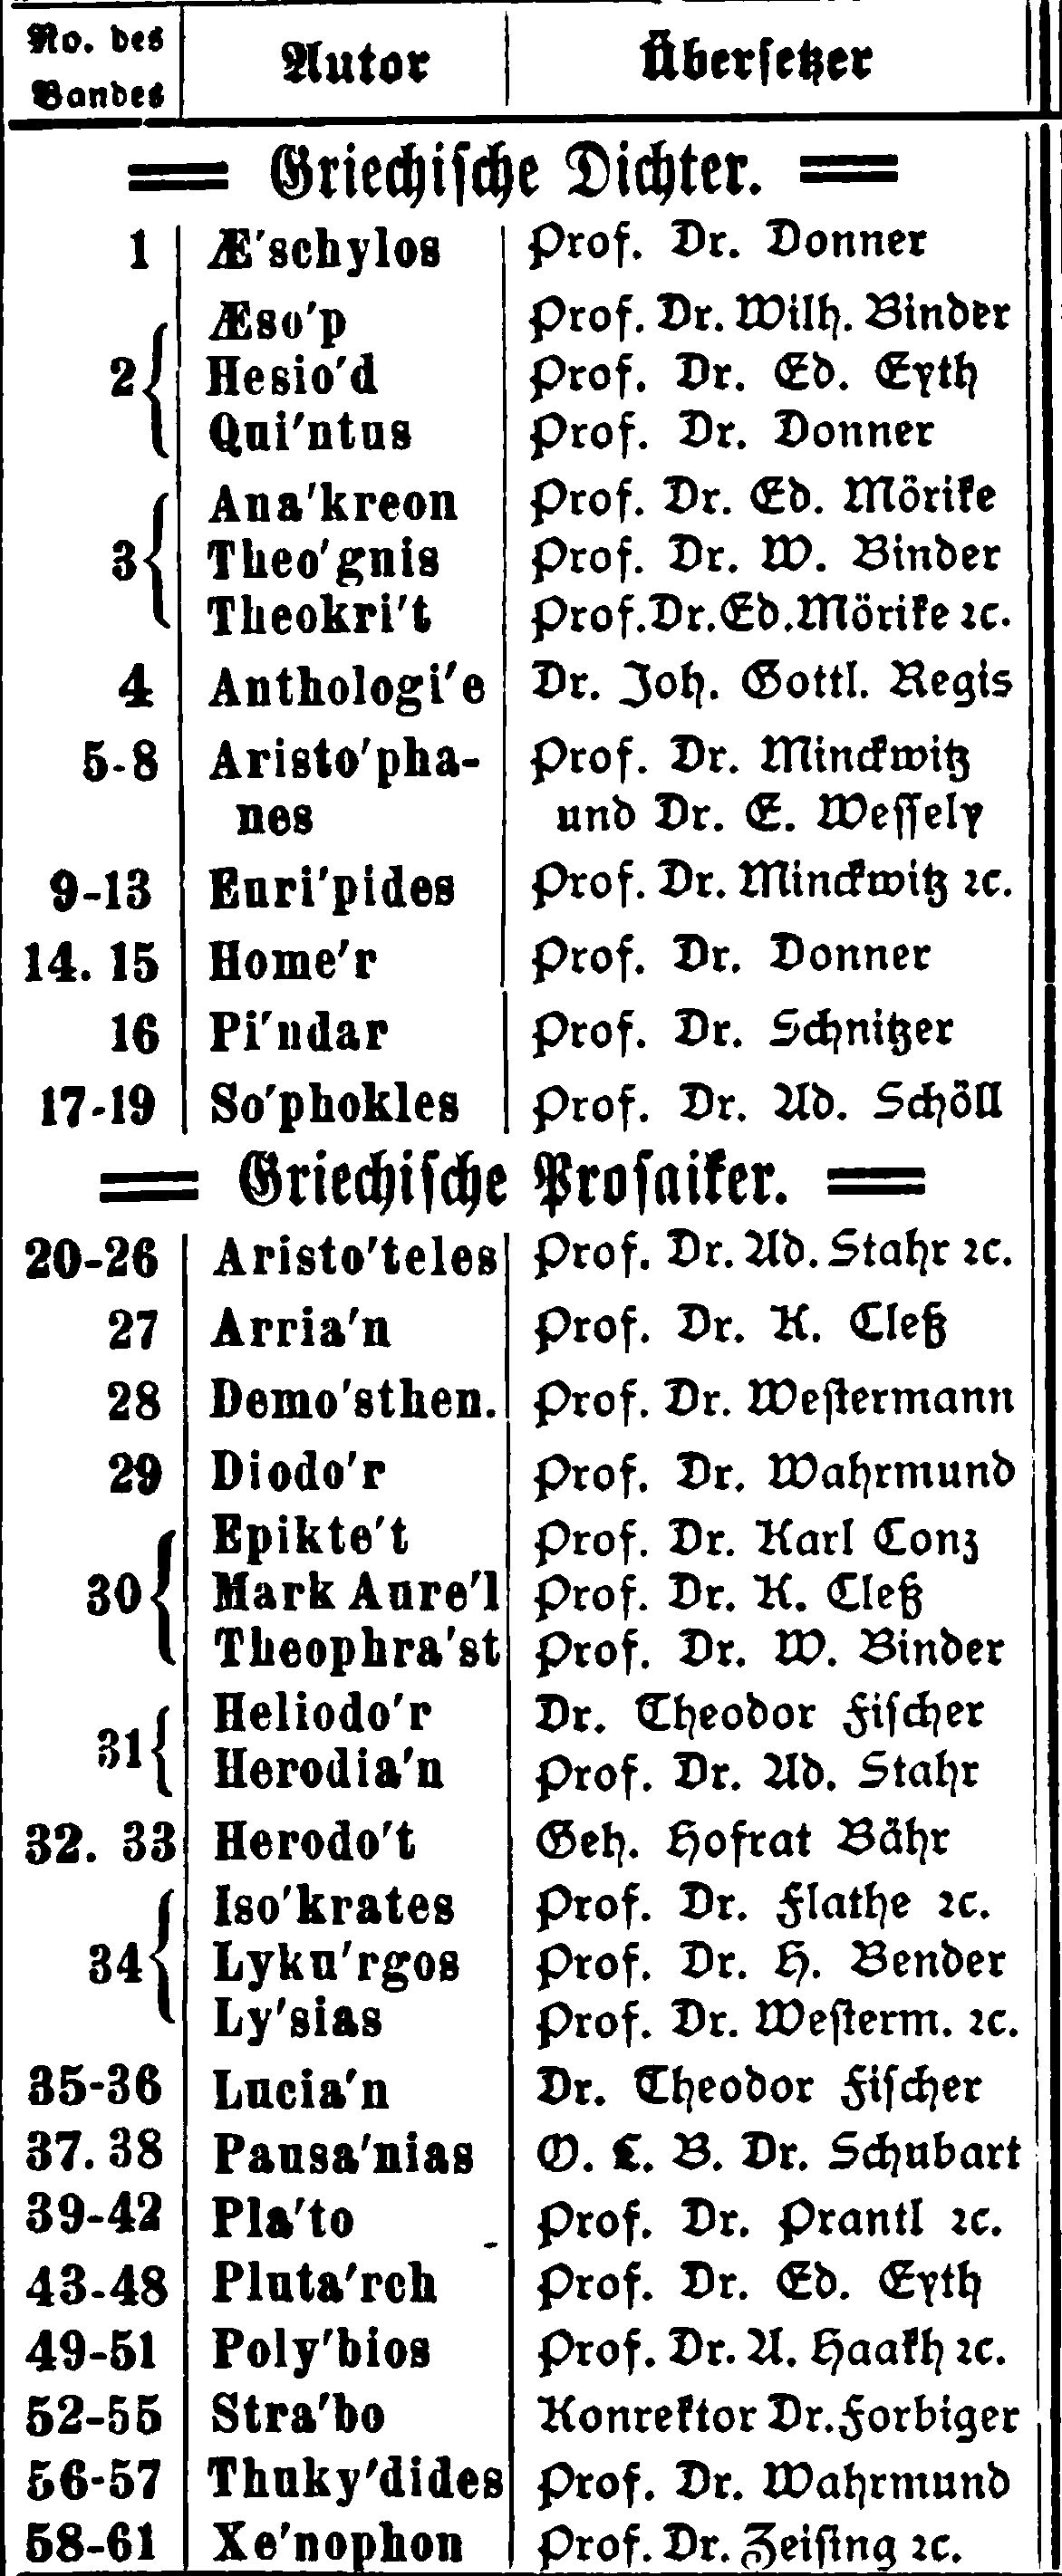 No. des Bandes | Autor | Übersetzer
Griechische Dichter.
1 | Æ'schylos | Prof. Dr. Donner
Æso'p | Prof. Dr. Wilh. Binder
2 { Hesio'd | Prof. Dr. Ed. Eyth
Qui'ntus | Prof. Dr. Donner
Ana'kreon | Prof. Dr. Ed. Mörike
3 { Theo'gnis | Prof. Dr. W. Binder
Theokri't | Prof. Dr. Ed. Mörike ꝛc.
4 | Anthologi'e | Dr. Joh. Gottl. Regis
5-8 | Aristo'pha- | Prof. Dr. Minckwitz
nes | und Dr. E. Weſſely
9-13 | Euri'pides | Prof. Dr. Minckwitz ꝛc.
14. 15 | Home'r | Prof. Dr. Donner
16 | Pi'ndar | Prof. Dr. Schnitzer
17-19 | So'phokles | Prof. Dr. Ad. Schöll
Griechiſche Proſaiker.
20-26 | Aristo'teles | Prof. Dr. Ad. Stahr ꝛc.
27 | Arria'n | Prof. Dr. K. Cleß
28 | Demo'sthen. | Prof. Dr. Weſtermann
29 | Diodo'r | Prof. Dr. Wahrmund
Epikte't | Prof. Dr. Karl Conz
30 { Mark Aure'l | Prof. Dr. K. Cleß
Theophra'st | Prof. Dr. W. Binder
31 { Heliodo'r | Dr. Theodor Fiſcher
Herodia'n | Prof. Dr. Ad. Stahr
32. 33 | Herodo't | Geh. Hofrat Bähr
Iso'krates | Prof. Dr. Flathe ꝛc.
34 { Lyku'rgos | Prof. Dr. H. Bender
Ly'sias | Prof. Dr. Weſterm. ꝛc.
35-36 | Lucia'n | Dr. Theodor Fiſcher
37. 38 | Pausa'nias | O. L. B. Dr. Schubart
39-42 | Pla'to | Prof. Dr. Prantl ꝛc.
43-48 | Pluta'rch | Prof. Dr. Ed. Eyth
49-51 | Poly'bios | Prof. Dr. A. Haakh ꝛc.
52-55 | Stra'bo | Konrektor Dr. Forbiger
56-57 | Thuky'dides | Prof. Dr. Wahrmund
58-61 | Xe'nophon | Prof. Dr. Zeiſing ꝛc.